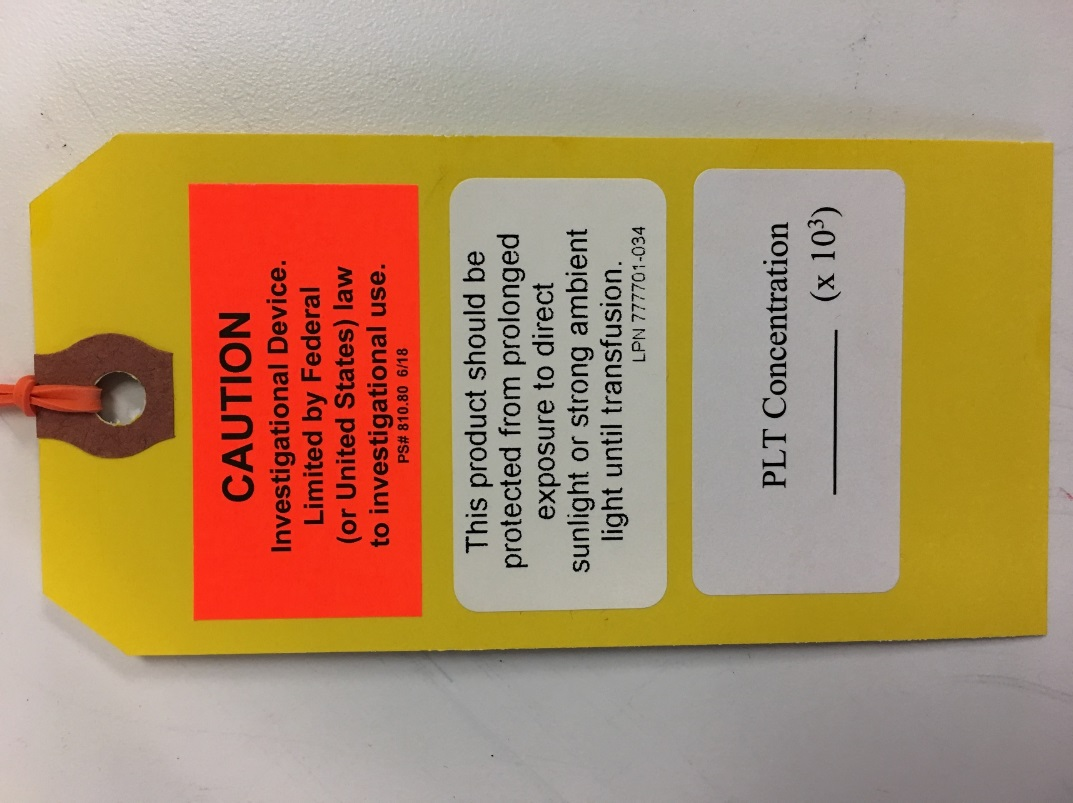 CAUTION
Investigational Device.
Limited by Federal
(or United States) law
to investigational use.
PS# 810.80 6/18
This product should be
protected from prolonged
exposure to direct
sunlight or strong ambient
light until transfusion.
LPN 777701-034
PLT Concentration
________ (x 10³)